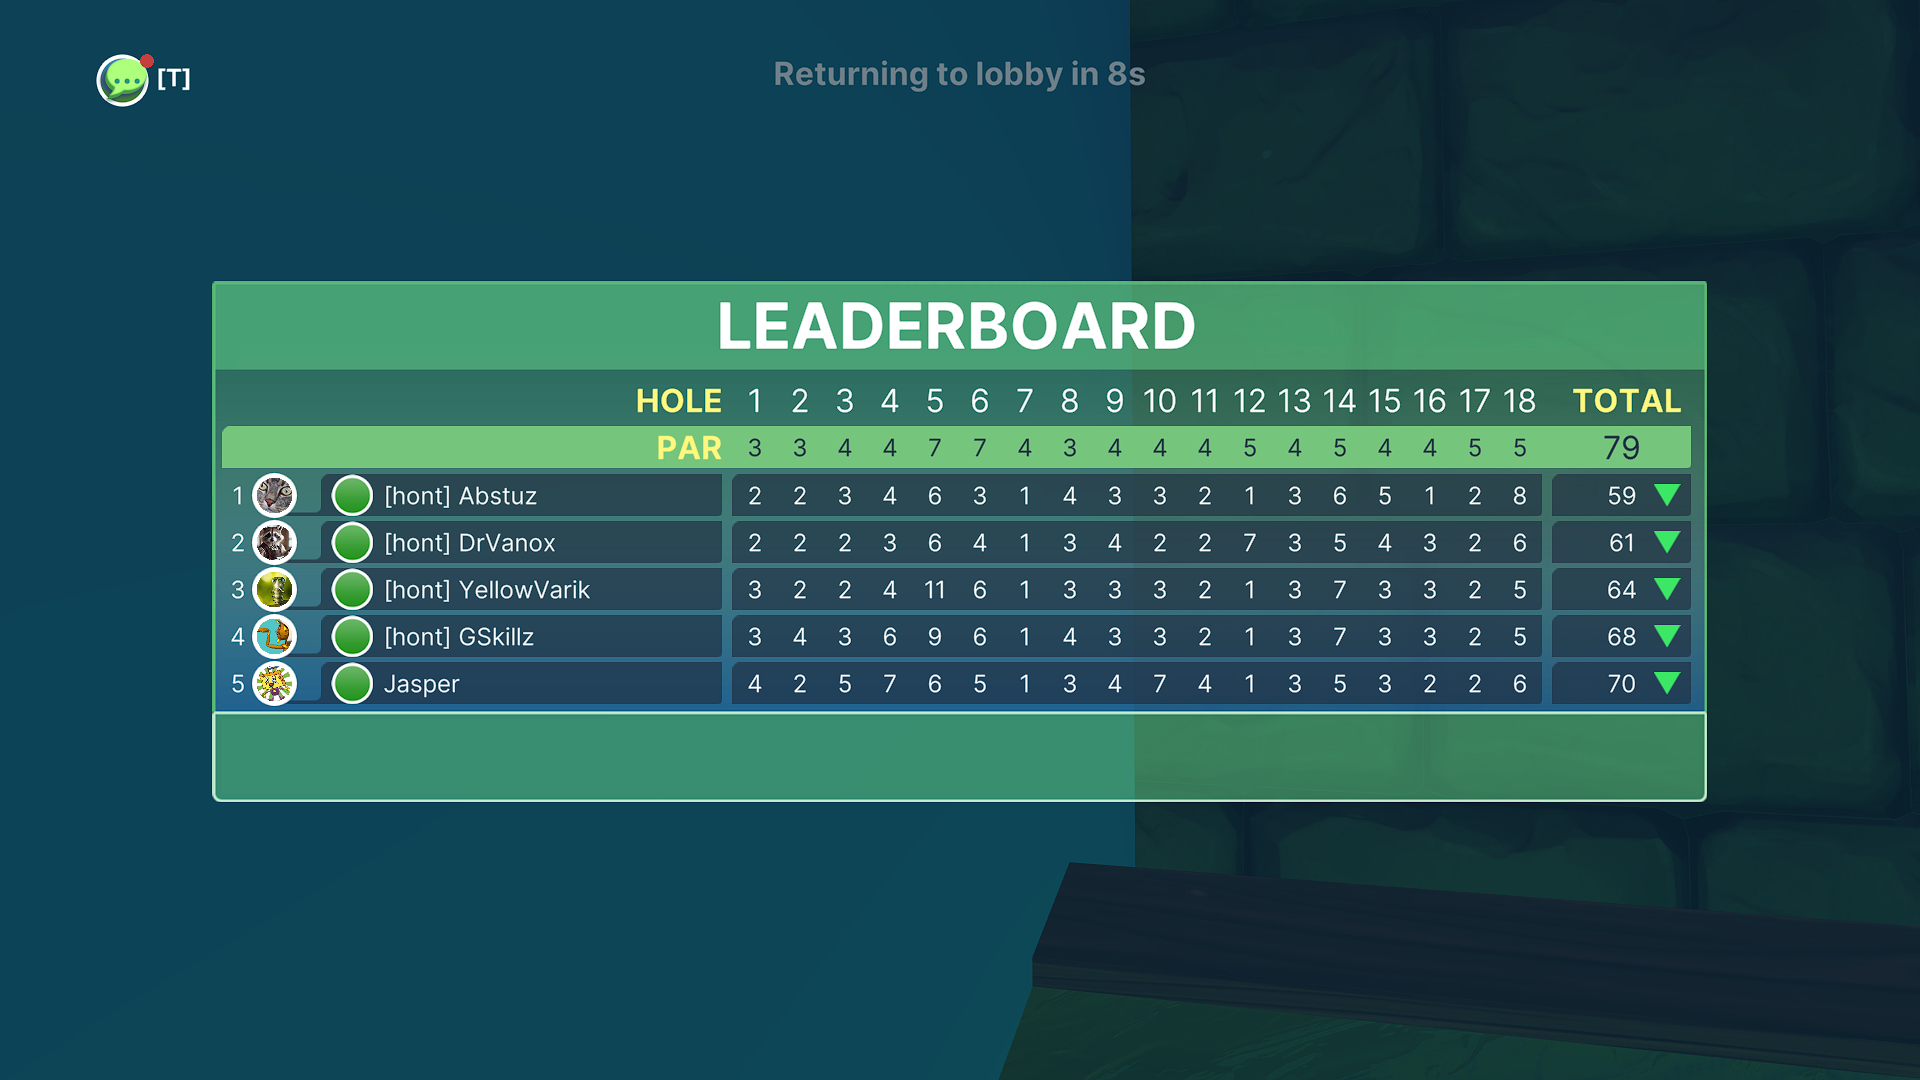 [T]
Returning to lobby in 8s
LEADERBOARD
HOLE 1 2 3 4 5 6 7 8 9 10 11 12 13 14 15 16 17 18 TOTAL
PAR 3 3 4 4 7 7 4 3 4 4 4 5 4 5 4 4 5 5 79
1 [hont] Abstuz 2 2 3 4 6 3 1 4 3 3 2 1 3 6 5 1 2 8 59
2 [hont] DrVanox 2 2 2 3 6 4 1 3 4 2 2 7 3 5 4 3 2 6 61
3 [hont] YellowVarik 3 2 2 4 11 6 1 3 3 3 2 1 3 7 3 3 2 5 64
4 [hont] GSkillz 3 4 3 6 9 6 1 4 3 3 2 1 3 7 3 3 2 5 68
5 Jasper 4 2 5 7 6 5 1 3 4 7 4 1 3 5 3 2 2 6 70